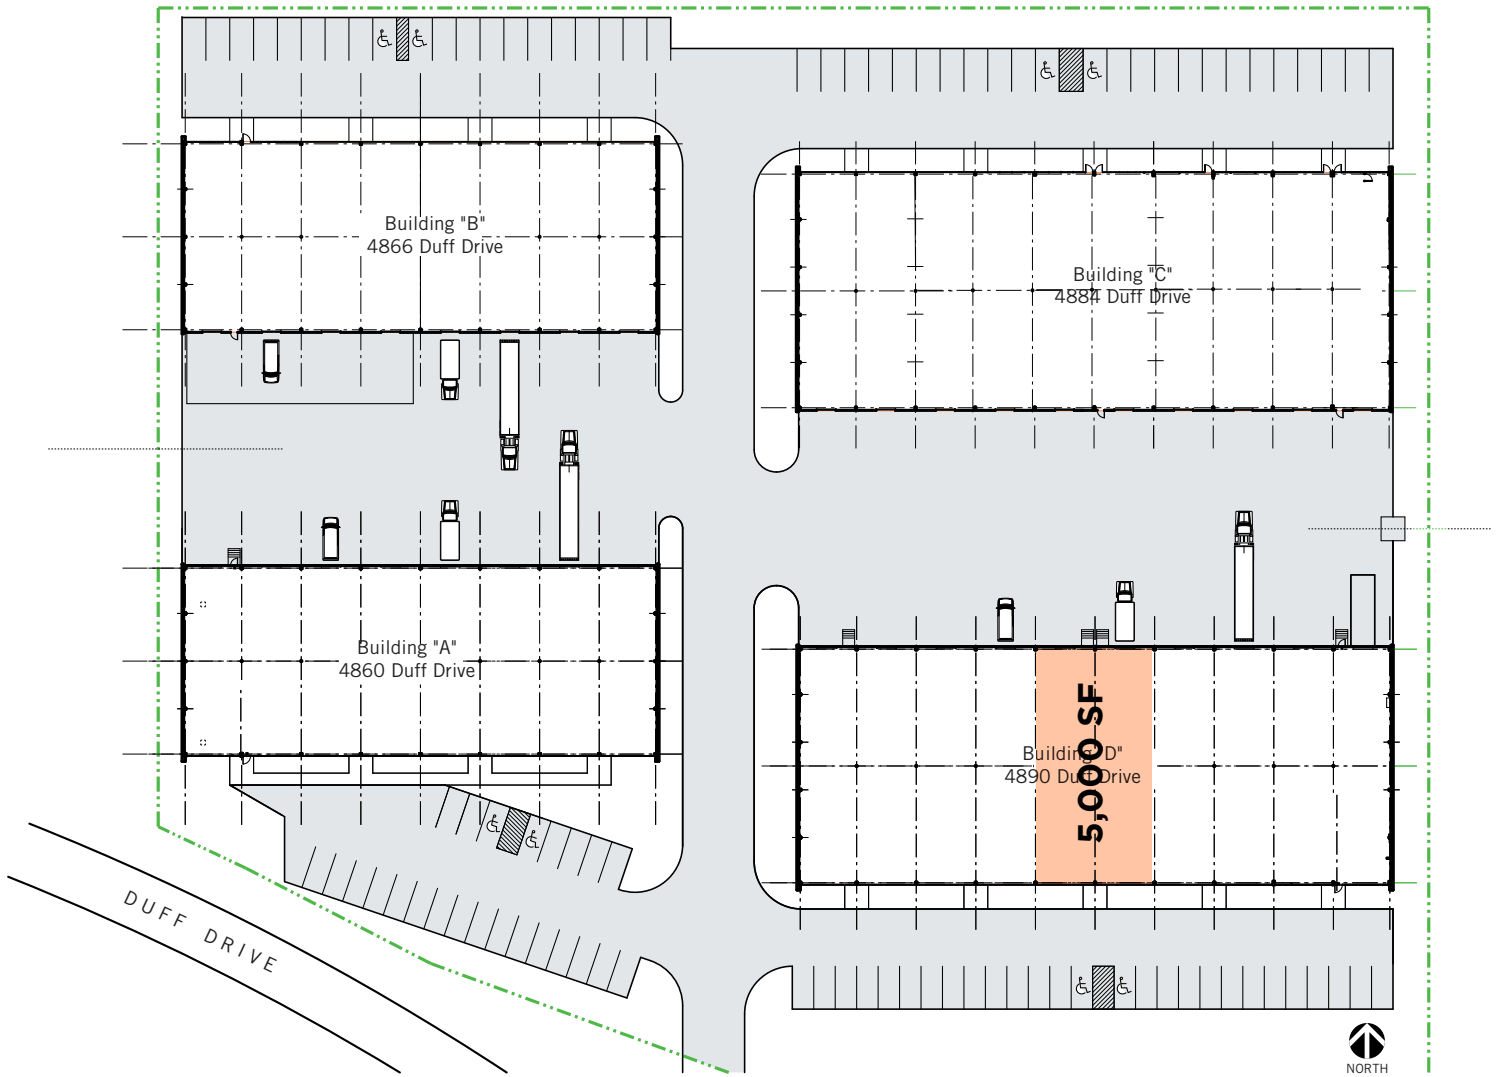 Building "B"
4866 Duff Drive
Building "C"
4884 Duff Drive
Building "A"
4860 Duff Drive
Building "D"
4890 Duff Drive
5,000 SF
DUFF DRIVE
NORTH